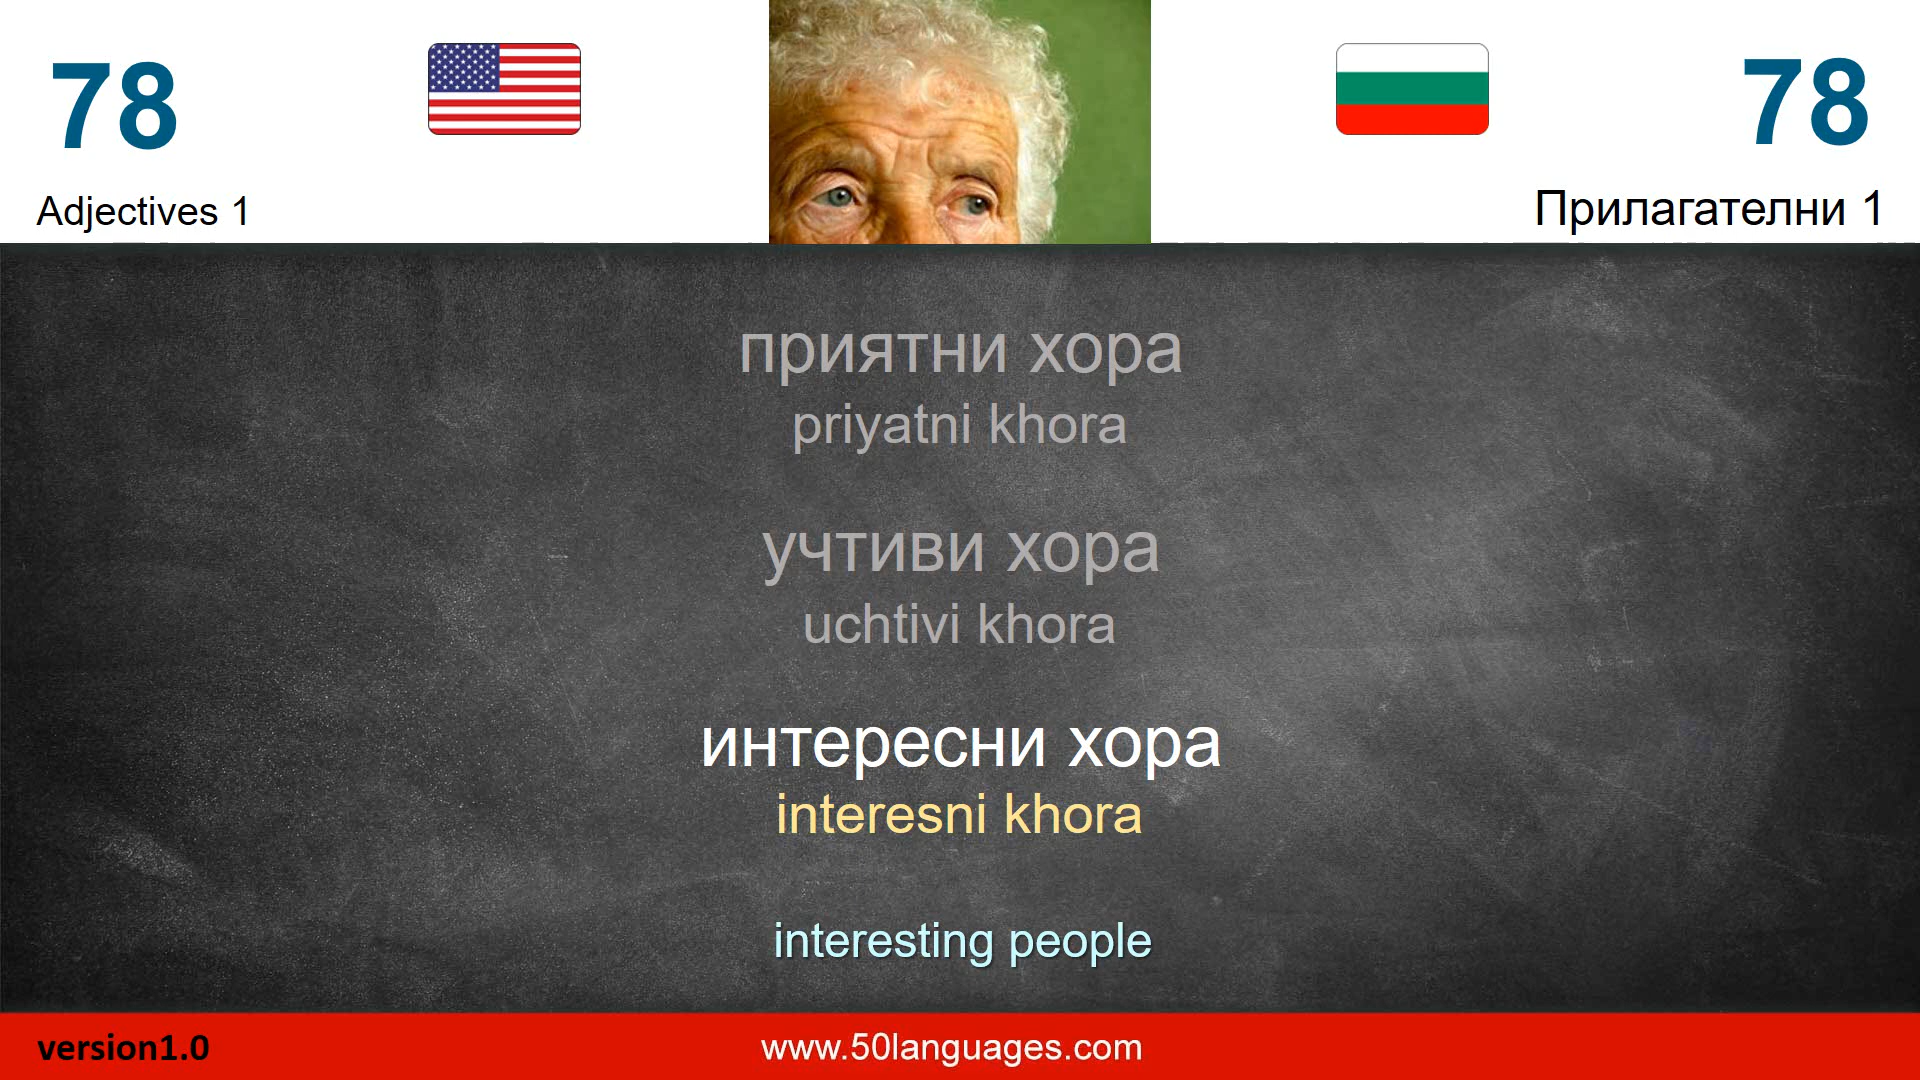 78
78
Adjectives 1
Прилагателни 1
приятни хора
priyatni khora
учтиви хора
uchtivi khora
интересни хора
interesni khora
interesting people
version1.0
www.50languages.com